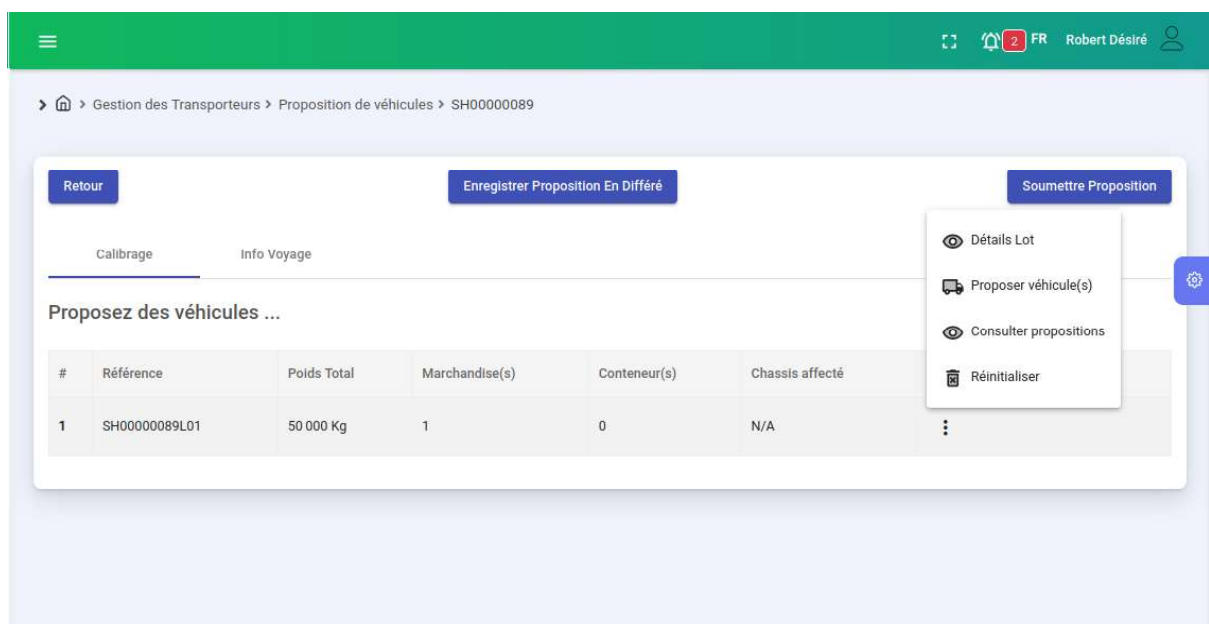 2 FR Robert Désiré
> > Gestion des Transporteurs > Proposition de véhicules > SH00000089
Retour Enregistrer Proposition En Différé Soumettre Proposition
Calibrage Info Voyage
Détails Lot
Proposer véhicule(s)
Consulter propositions
Réinitialiser
Proposez des véhicules ...
# Référence Poids Total Marchandise(s) Conteneur(s) Chassis affecté
1 SH00000089L01 50 000 Kg 1 0 N/A